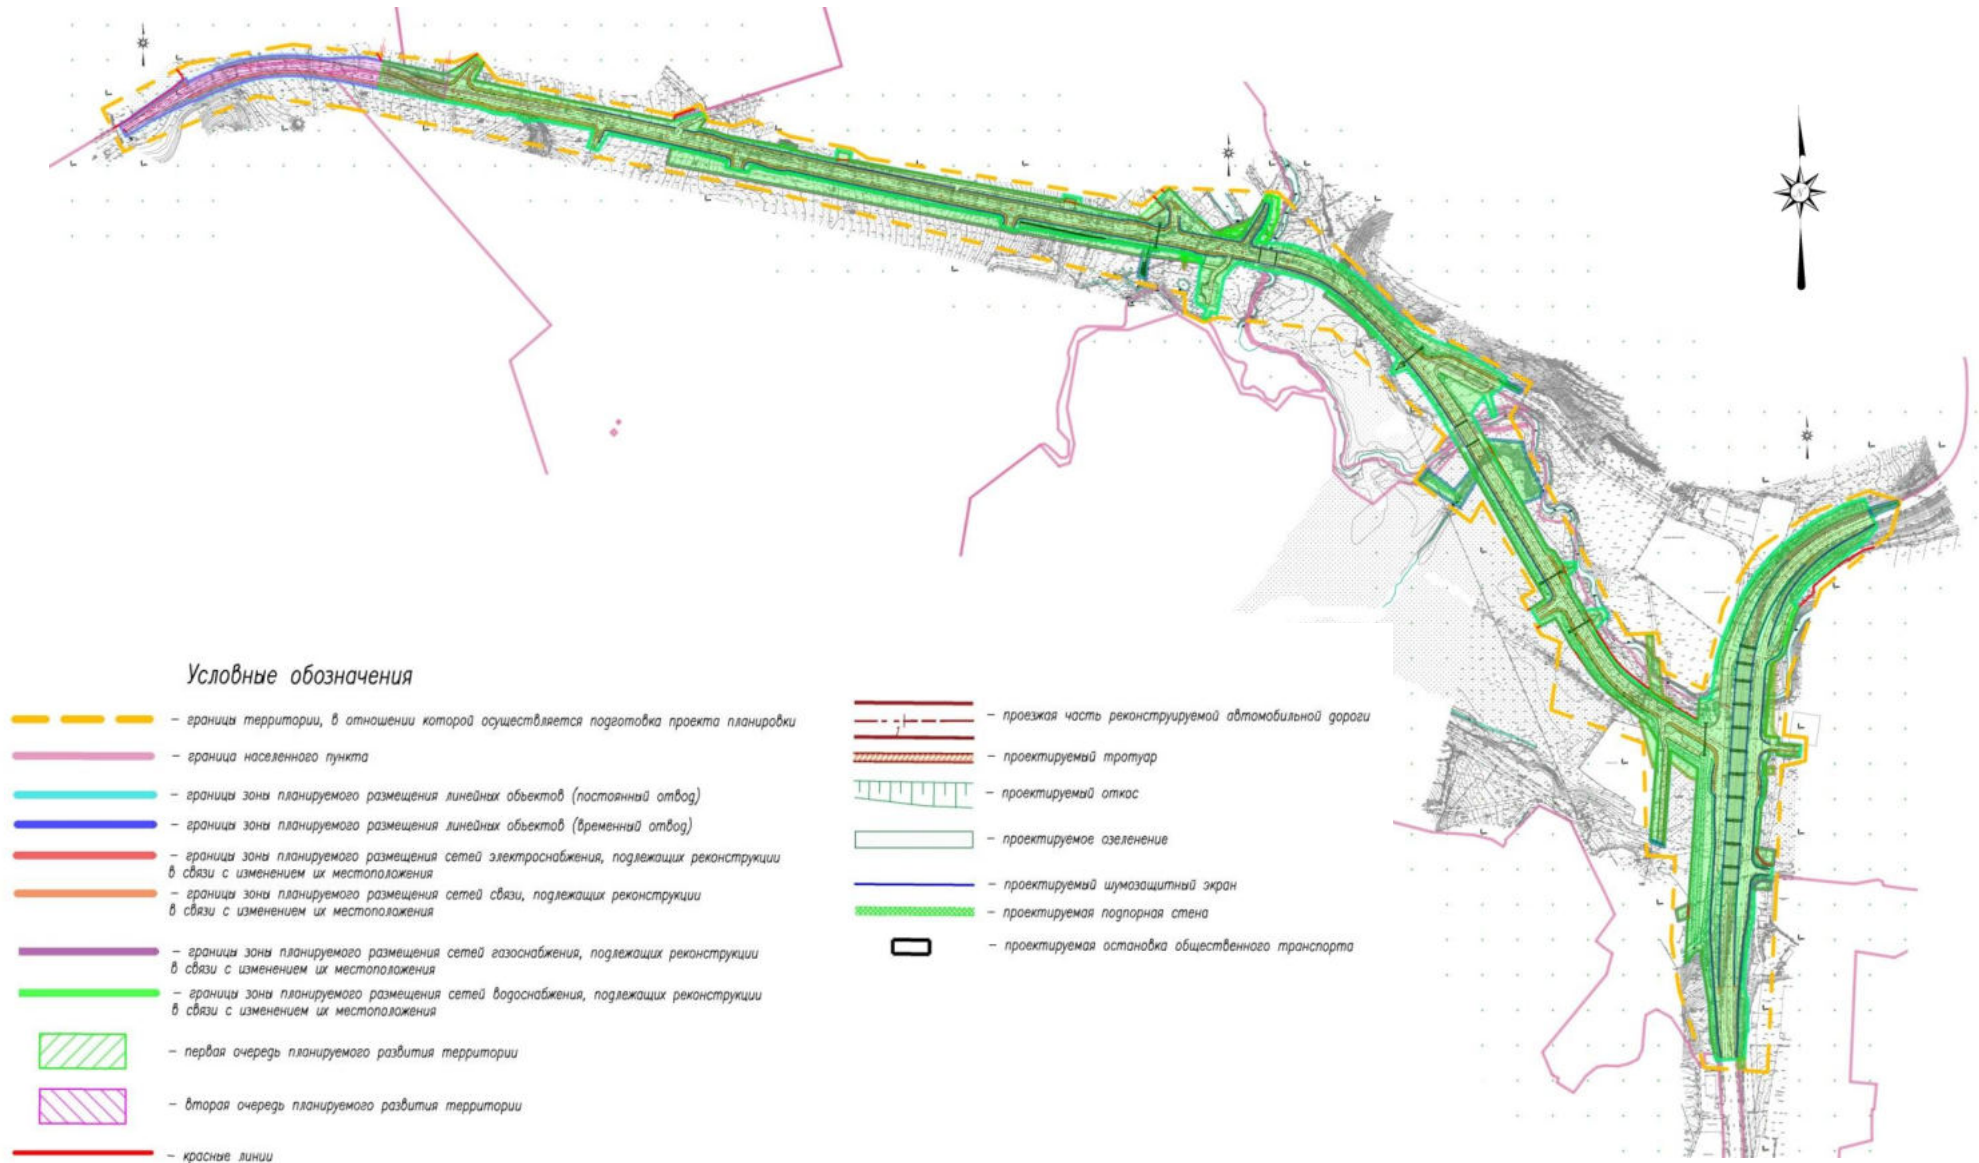 Условные обозначения
– границы территории, в отношении которой осуществляется подготовка проекта планировки
– граница населенного пункта
– границы зоны планируемого размещения линейных объектов (постоянный отвод)
– границы зоны планируемого размещения линейных объектов (временный отвод)
– границы зоны планируемого размещения сетей электроснабжения, подлежащих реконструкции
в связи с изменением их местоположения
– границы зоны планируемого размещения сетей связи, подлежащих реконструкции
в связи с изменением их местоположения
– границы зоны планируемого размещения сетей газоснабжения, подлежащих реконструкции
в связи с изменением их местоположения
– границы зоны планируемого размещения сетей водоснабжения, подлежащих реконструкции
в связи с изменением их местоположения
– первая очередь планируемого развития территории
– вторая очередь планируемого развития территории
– красные линии
– проезжая часть реконструируемой автомобильной дороги
– проектируемый тротуар
– проектируемый откос
– проектируемое озеленение
– проектируемый шумозащитный экран
– проектируемая подпорная стена
– проектируемая остановка общественного транспорта